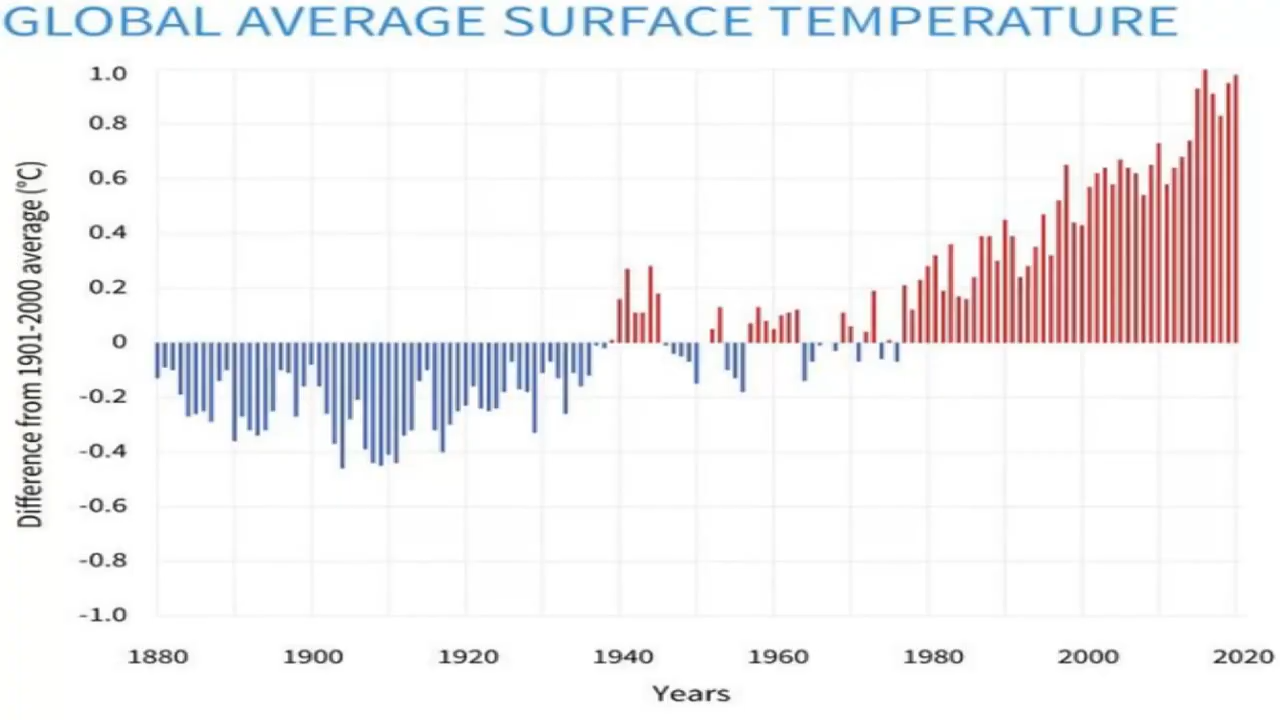 GLOBAL AVERAGE SURFACE TEMPERATURE
Difference from 1901-2000 average (°C)
1.0
0.8
0.6
0.4
0.2
0
-0.2
-0.4
-0.6
-0.8
-1.0
1880 1900 1920 1940 1960 1980 2000 2020
Years